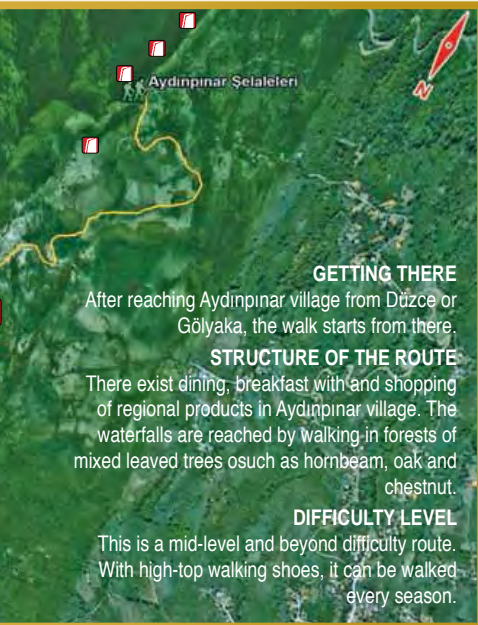 Aydınpınar Şelaleleri
N
GETTING THERE
After reaching Aydınpınar village from Düzce or
Gölyaka, the walk starts from there.
STRUCTURE OF THE ROUTE
There exist dining, breakfast with and shopping
of regional products in Aydınpınar village. The
waterfalls are reached by walking in forests of
mixed leaved trees osuch as hornbeam, oak and
chestnut.
DIFFICULTY LEVEL
This is a mid-level and beyond difficulty route.
With high-top walking shoes, it can be walked
every season.